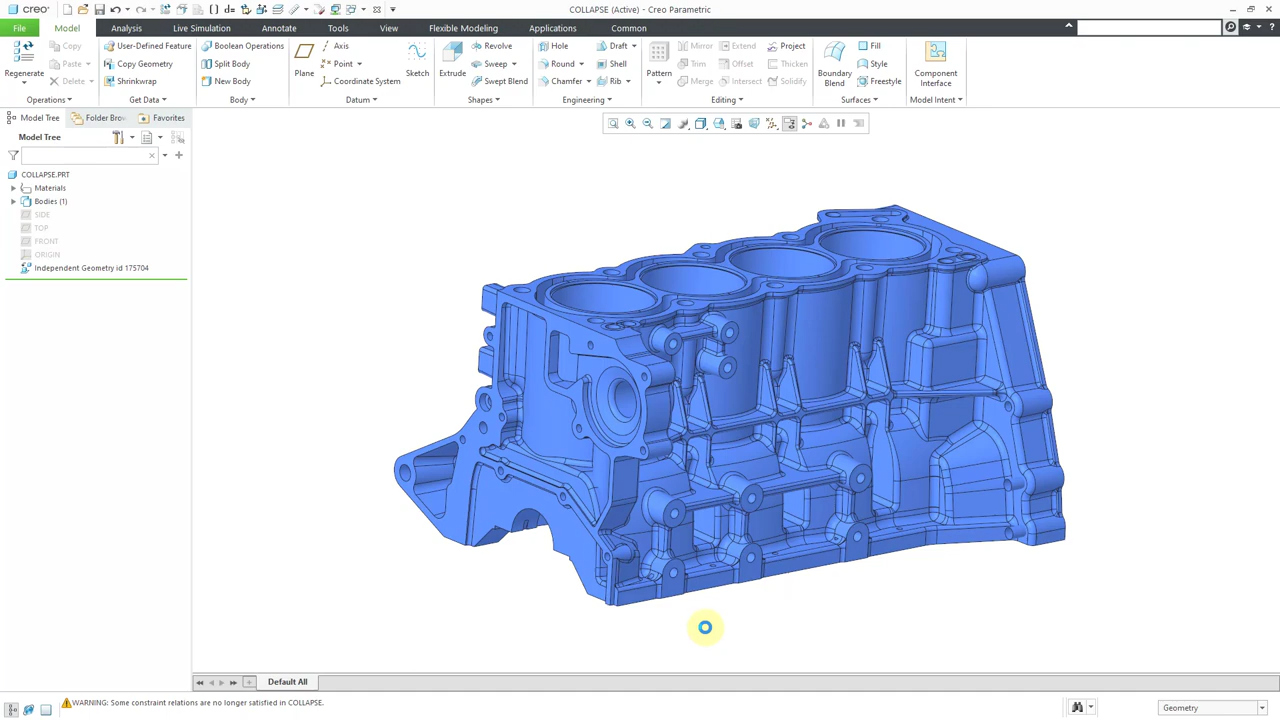 creo
COLLAPSE (Active) - Creo Parametric
File
Model
Analysis
Live Simulation
Annotate
Tools
View
Flexible Modeling
Applications
Common
Regenerate
Copy
Paste
Delete
User-Defined Feature
Copy Geometry
Shrinkwrap
Boolean Operations
Split Body
New Body
Plane
Axis
Point
Coordinate System
Sketch
Extrude
Revolve
Sweep
Swept Blend
Hole
Round
Chamfer
Draft
Shell
Rib
Pattern
Mirror
Trim
Merge
Extend
Offset
Intersect
Project
Thicken
Solidify
Boundary
Blend
Fill
Style
Freestyle
Component
Interface
Operations
Get Data
Body
Datum
Shapes
Engineering
Editing
Surfaces
Model Intent
Model Tree
Folder Brow
Favorites
Model Tree
COLLAPSE.PRT
Materials
Bodies (1)
SIDE
TOP
FRONT
ORIGIN
Independent Geometry id 175704
Default All
WARNING: Some constraint relations are no longer satisfied in COLLAPSE.
Geometry